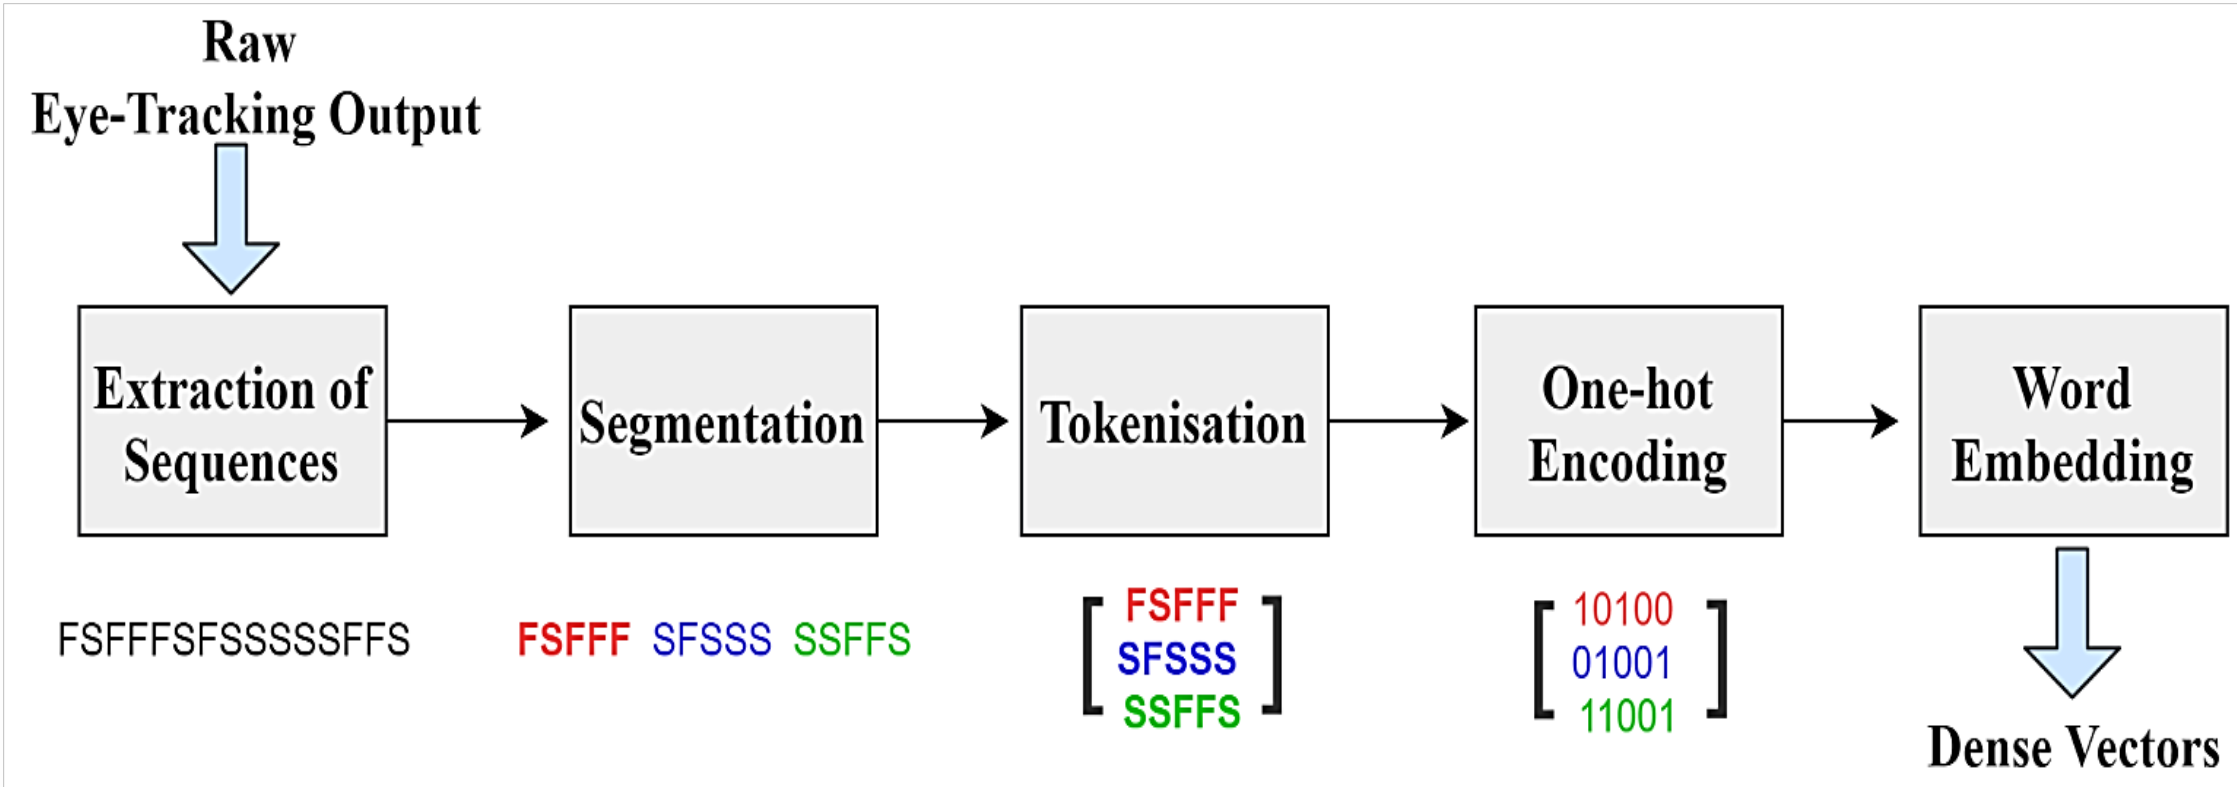 Raw
Eye-Tracking Output
Extraction of
Sequences
Segmentation
Tokenisation
One-hot
Encoding
Word
Embedding
FSFFFSFSSSSSFFS
FSFFF SFSSS SSFFS
FSFFF
SFSSS
SSFFS
10100
01001
11001
Dense Vectors